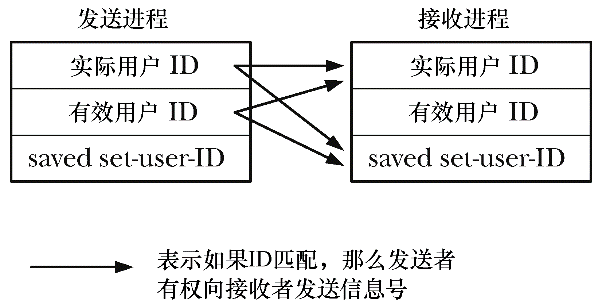 发送进程
接收进程
实际用户 ID
实际用户 ID
有效用户 ID
有效用户 ID
saved set-user-ID
saved set-user-ID
表示如果ID匹配，那么发送者
有权向接收者发送信息号